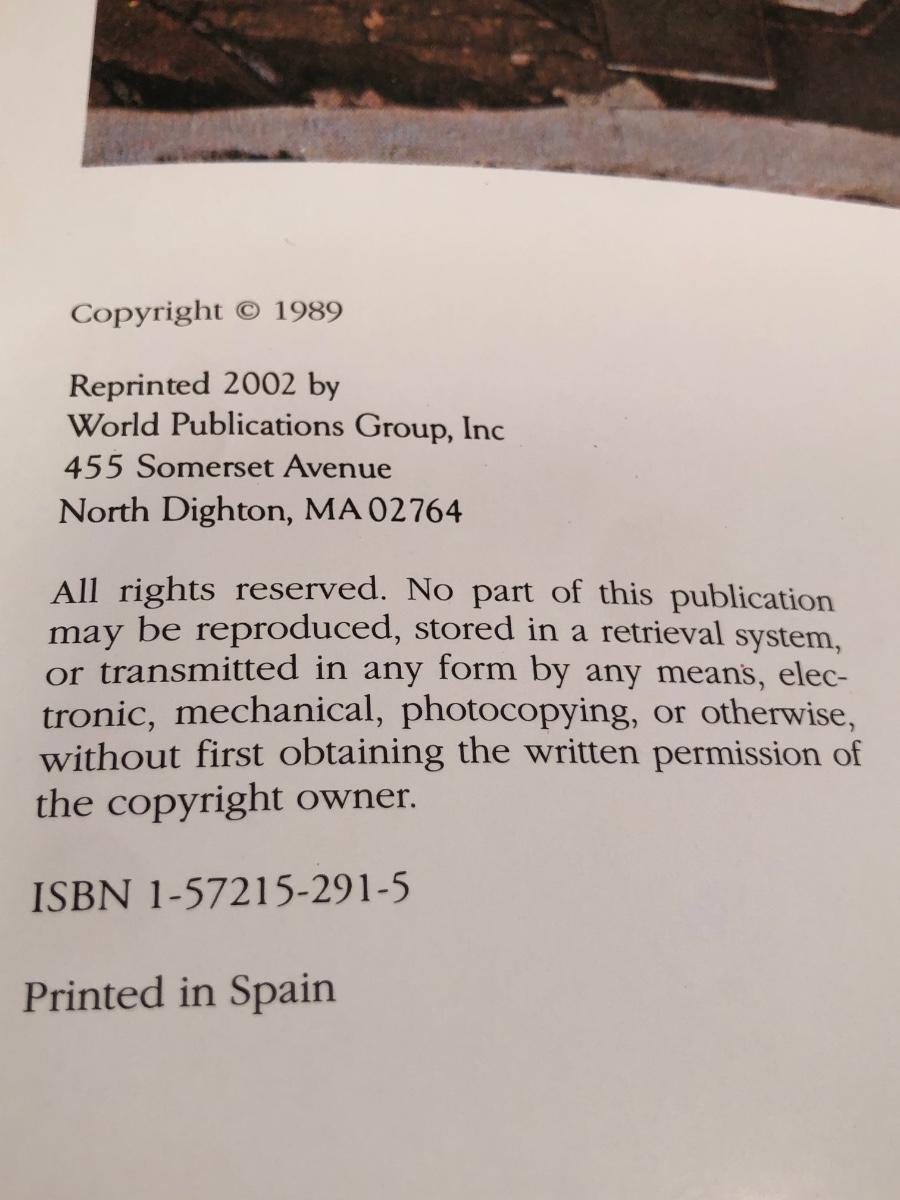 Copyright © 1989
Reprinted 2002 by
World Publications Group, Inc
455 Somerset Avenue
North Dighton, MA 02764
All rights reserved. No part of this publication
may be reproduced, stored in a retrieval system,
or transmitted in any form by any means, elec-
tronic, mechanical, photocopying, or otherwise,
without first obtaining the written permission of
the copyright owner.
ISBN 1-57215-291-5
Printed in Spain